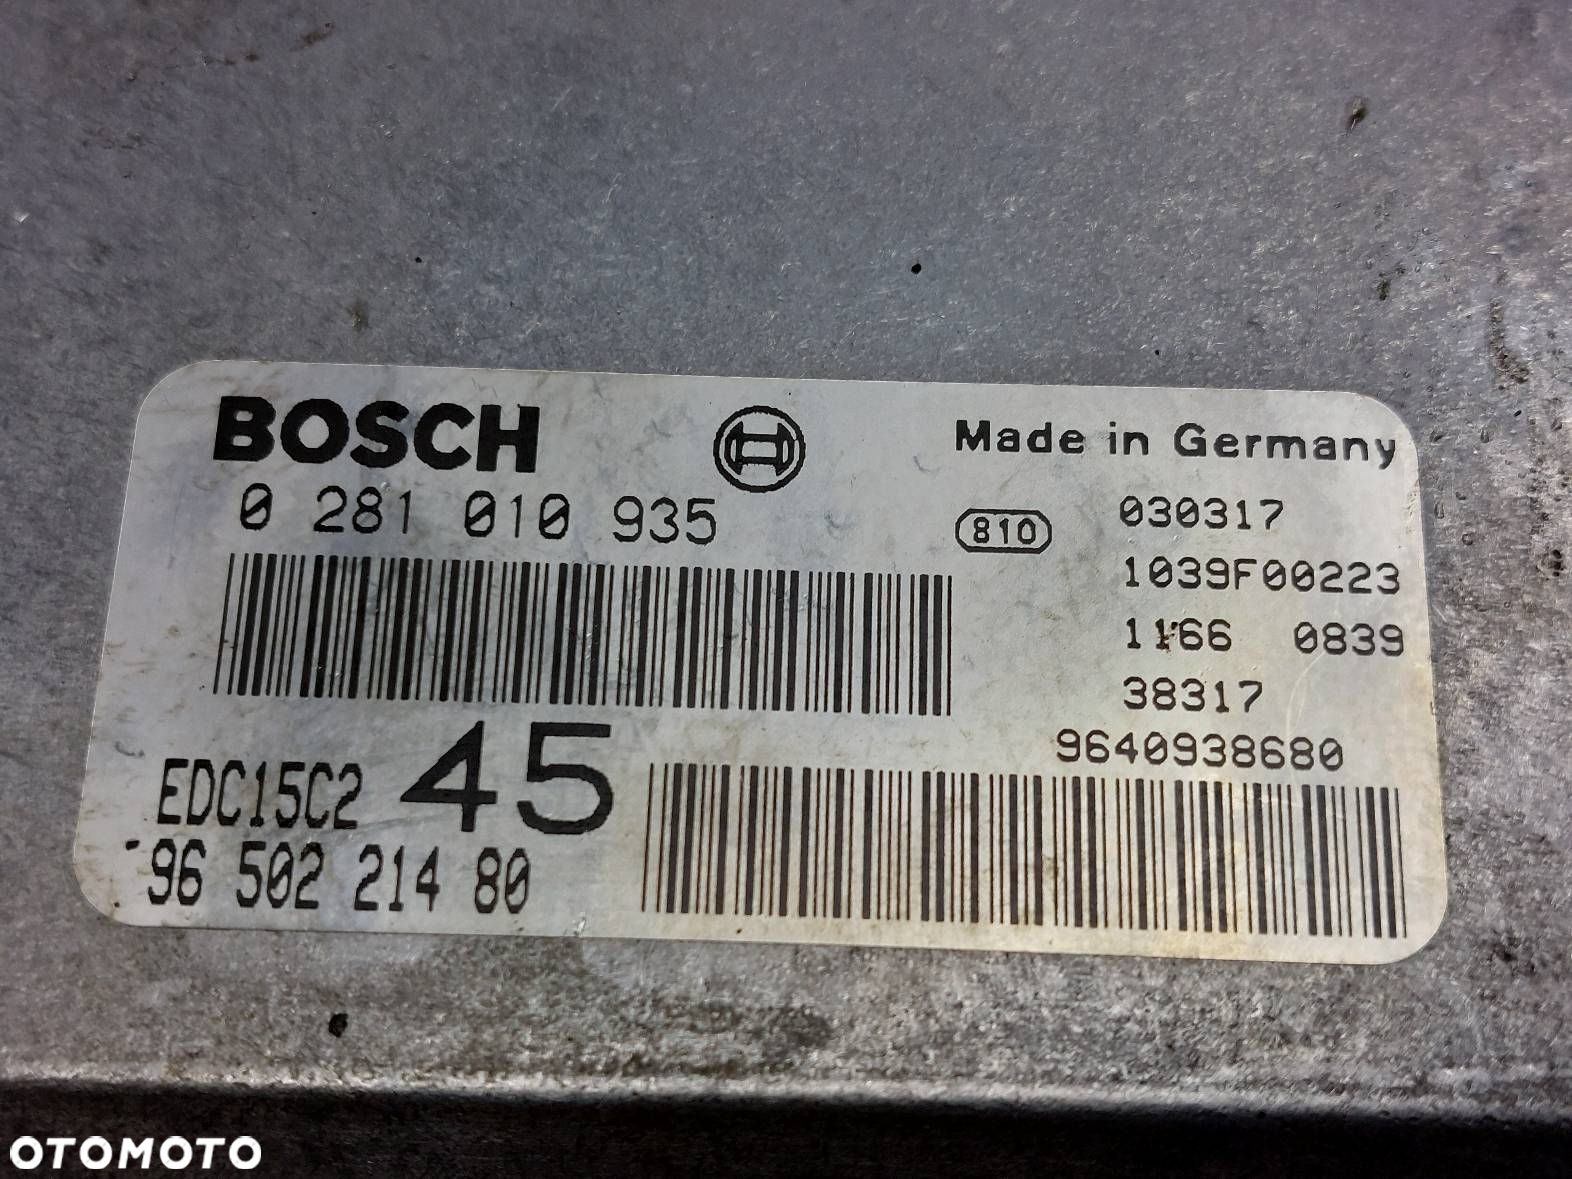 BOSCH
Made in Germany
0 281 010 935
810
030317
1039F00223
1166 0839
38317
9640938680
EDC15C2 45
96 502 214 80
OTOMOTO